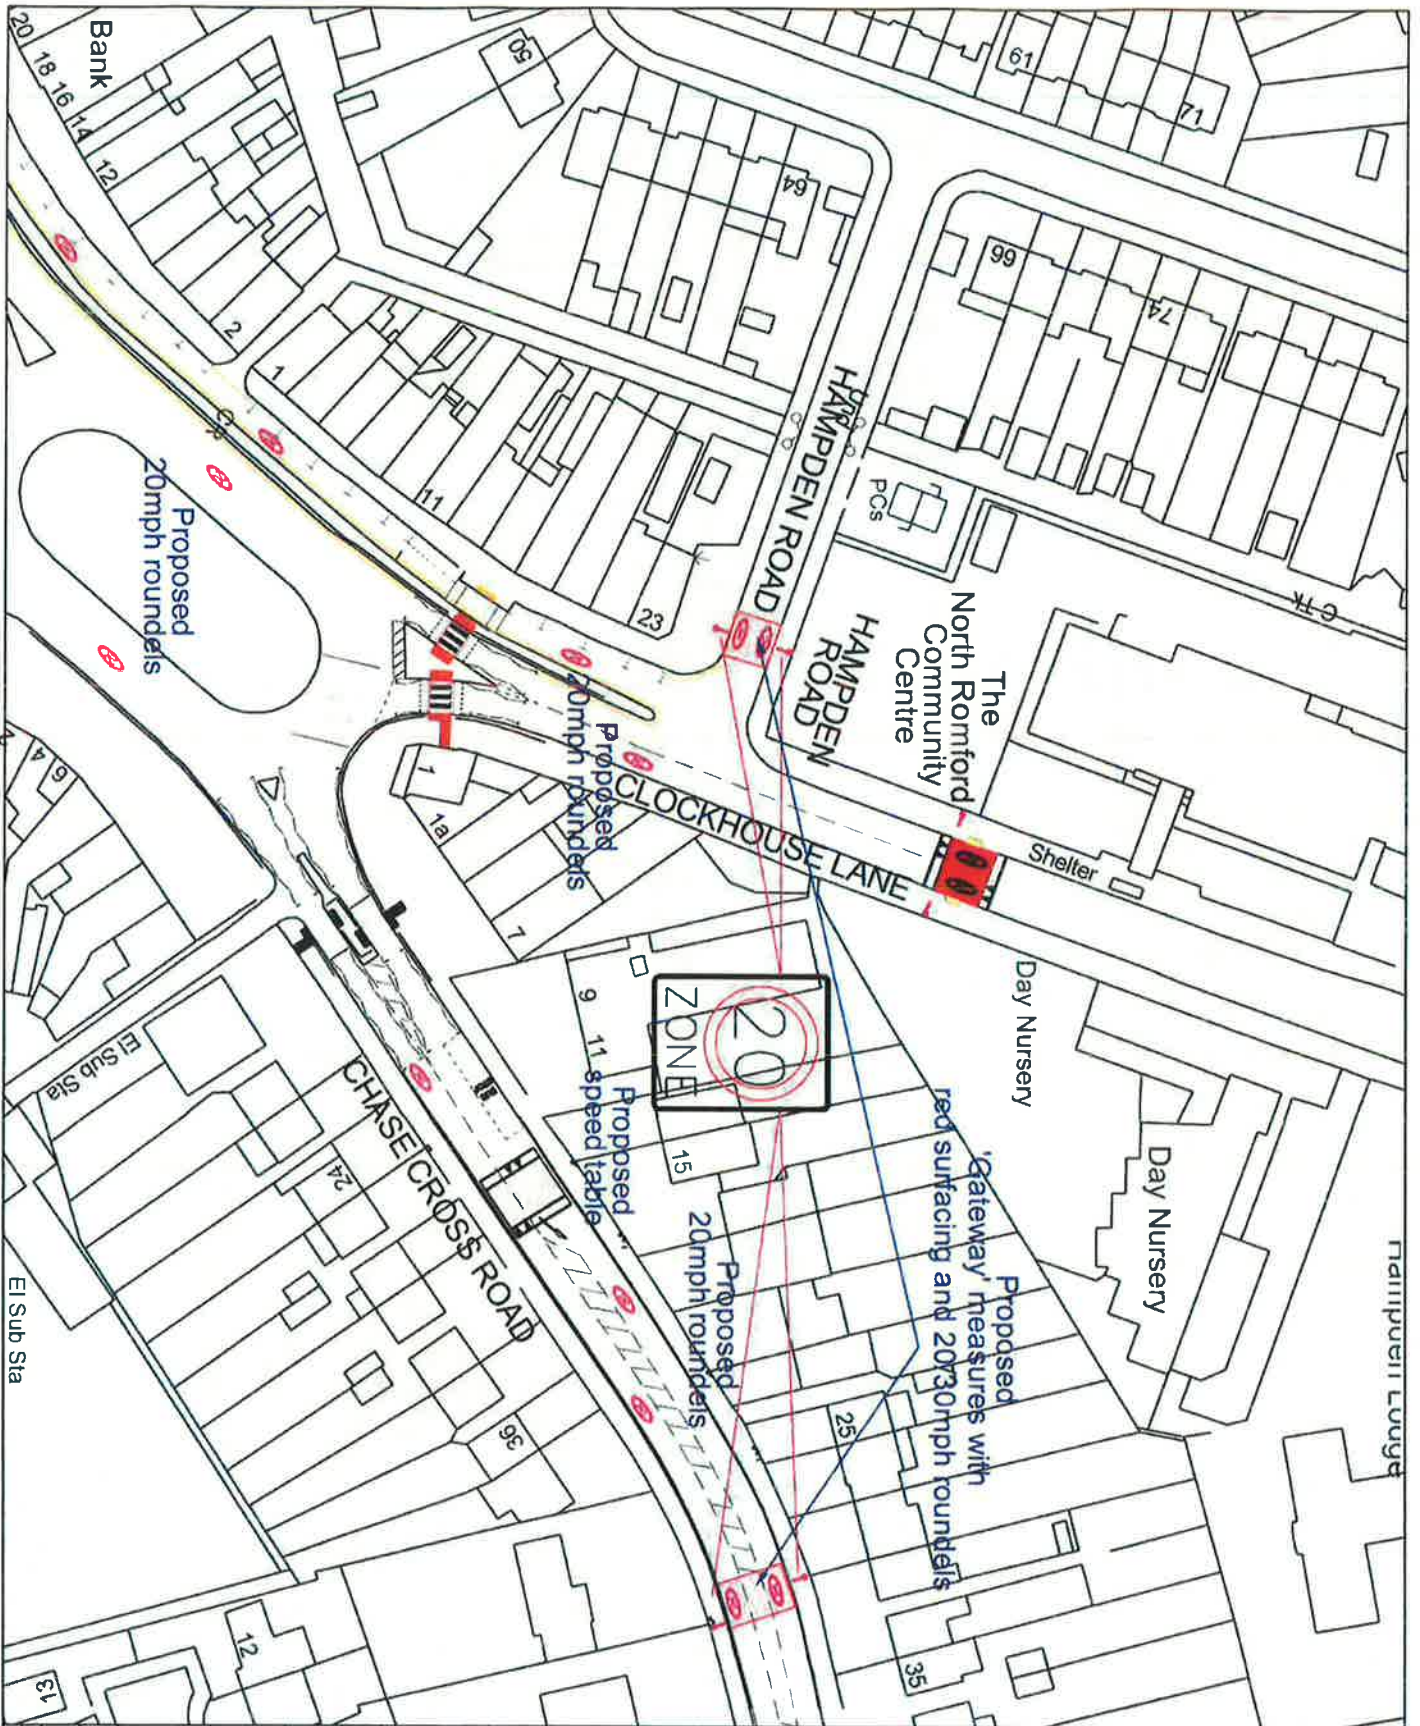 Bank
20
18
16
14
12
2
1
11
23
50
64
61
71
66
74
C Tk
PCs
HAMPDEN ROAD
HAMPDEN
ROAD
The
North Romford
Community
Centre
Shelter
CLOCKHOUSE LANE
Day Nursery
Day Nursery
Proposed
20mph roundels
Proposed
20mph roundels
1
1a
7
9
11
15
20
ZONE
Proposed
speed table
Proposed
20mph roundels
Proposed
'Gateway' measures with
red surfacing and 20/30mph roundels
25
35
CHASE CROSS ROAD
24
36
El Sub Sta
El Sub Sta
6
4
12
13